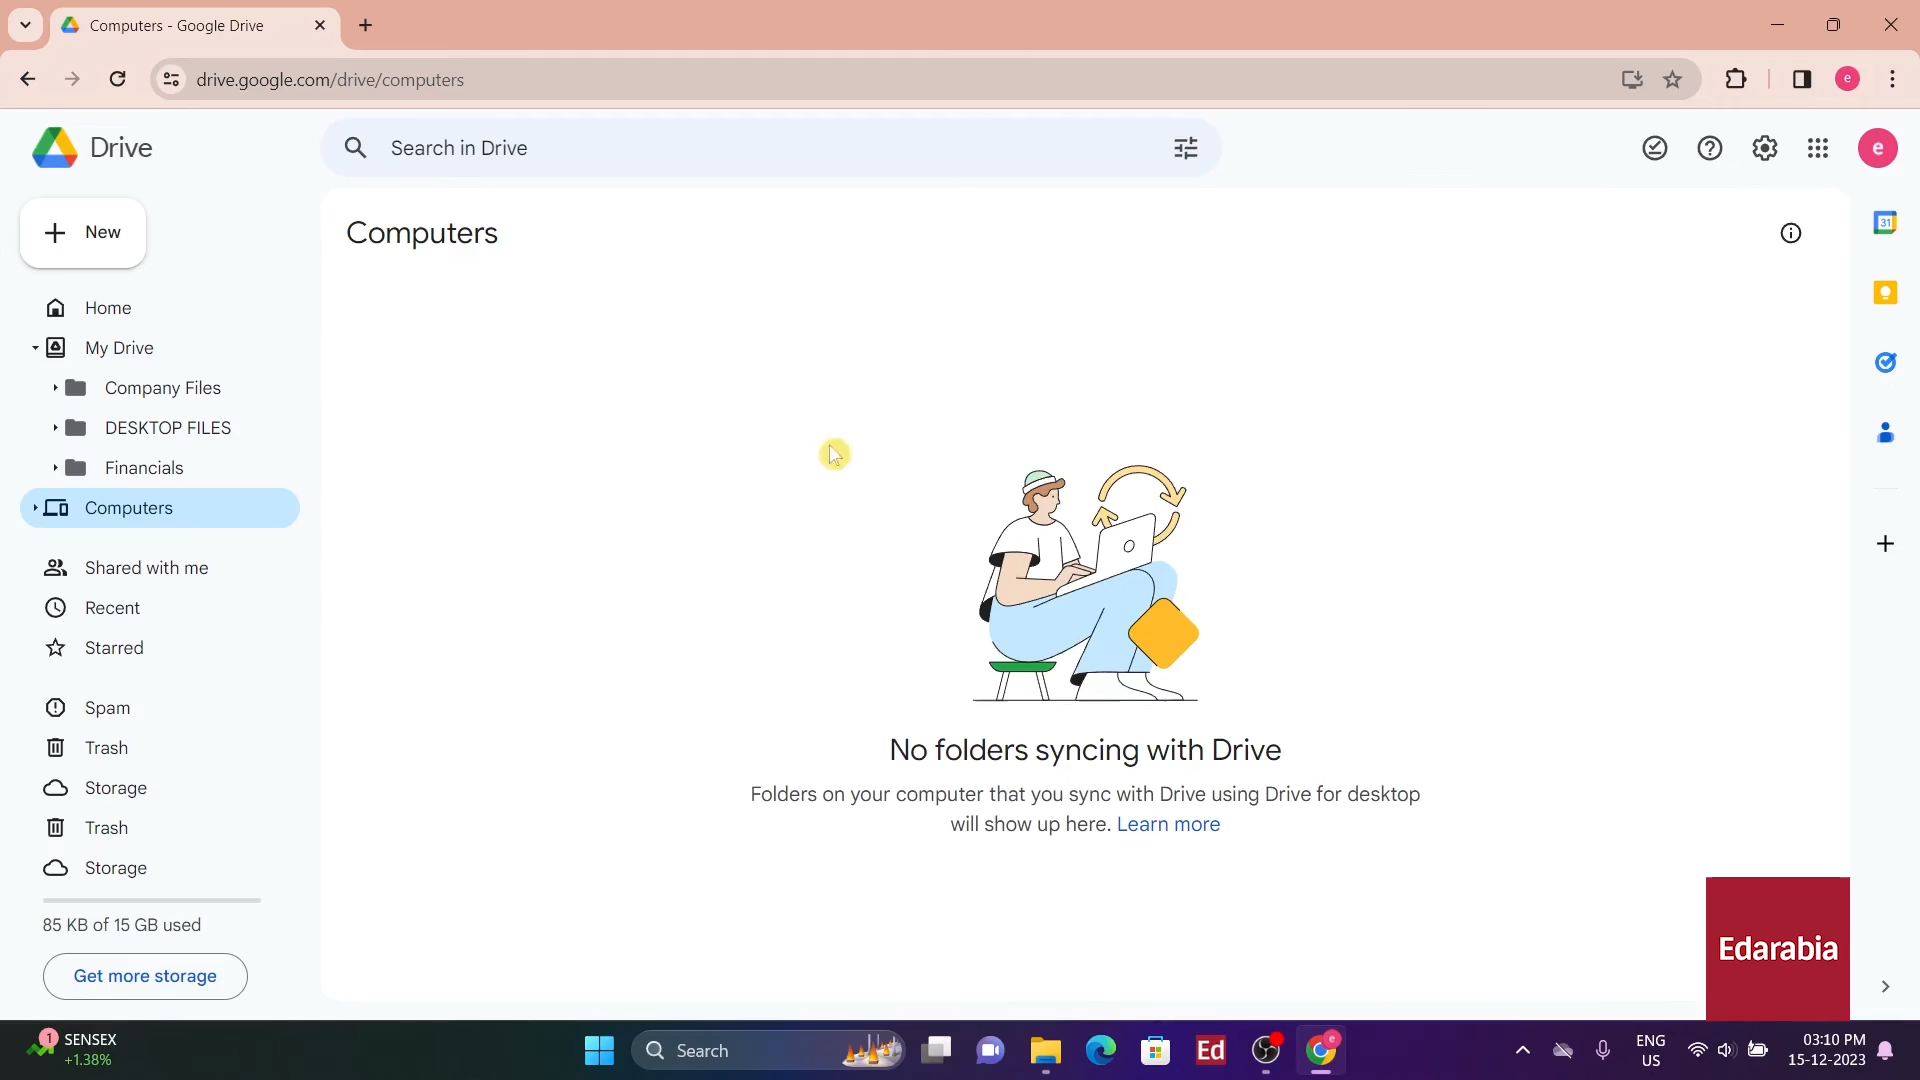 Computers - Google Drive
drive.google.com/drive/computers
e
Drive
Search in Drive
e
New
Computers
31
Home
My Drive
Company Files
DESKTOP FILES
Financials
Computers
Shared with me
Recent
Starred
Spam
Trash
Storage
Trash
Storage
85 KB of 15 GB used
Get more storage
No folders syncing with Drive
Folders on your computer that you sync with Drive using Drive for desktop
will show up here. Learn more
Edarabia
1
SENSEX
+1.38%
Search
Ed
e
ENG
US
03:10 PM
15-12-2023